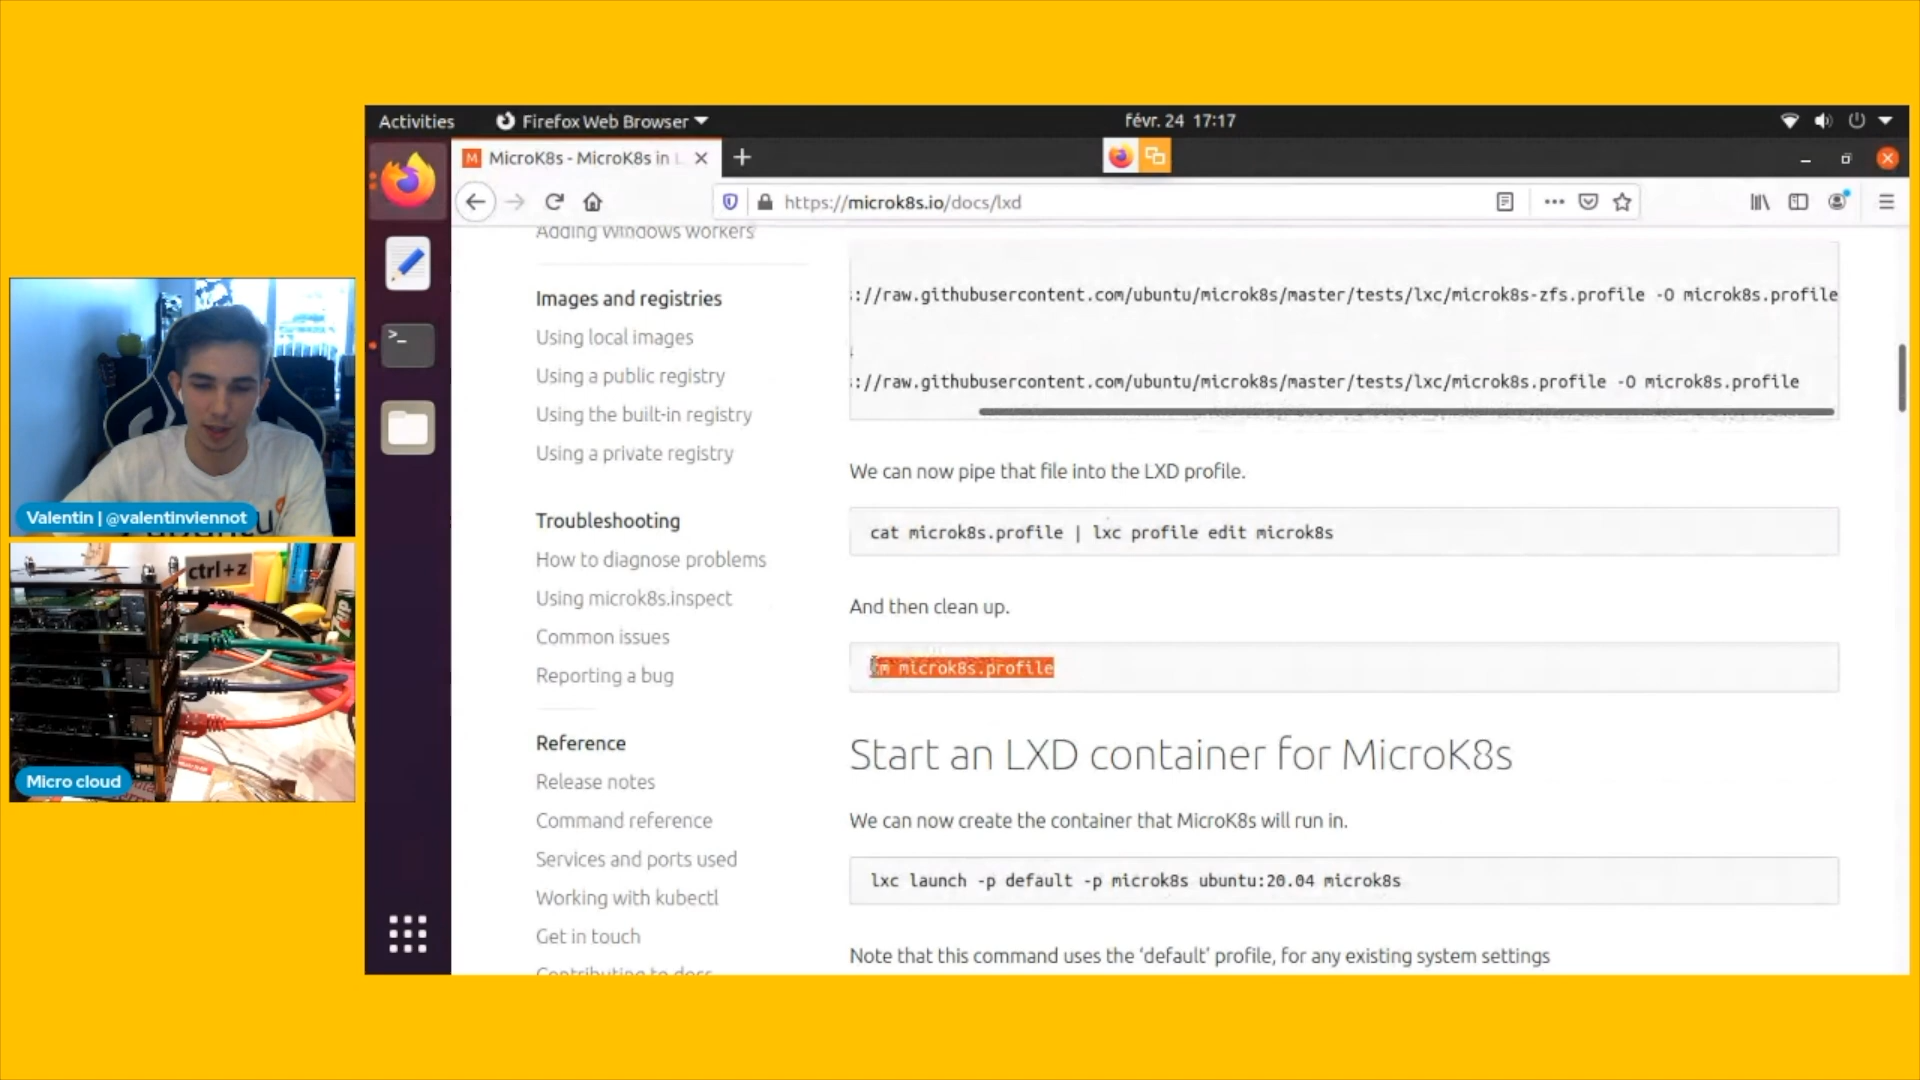 Activities
Firefox Web Browser
févr. 24 17:17
MicroK8s - MicroK8s in
https://microk8s.io/docs/lxd
Adding Windows workers
Images and registries
Using local images
Using a public registry
Using the built-in registry
Using a private registry
Troubleshooting
How to diagnose problems
Using microk8s.inspect
Common issues
Reporting a bug
Reference
Release notes
Command reference
Services and ports used
Working with kubectl
Get in touch
Contributing to docs
://raw.githubusercontent.com/ubuntu/microk8s/master/tests/lxc/microk8s-zfs.profile -O microk8s.profile
://raw.githubusercontent.com/ubuntu/microk8s/master/tests/lxc/microk8s.profile -O microk8s.profile
We can now pipe that file into the LXD profile.
cat microk8s.profile | lxc profile edit microk8s
And then clean up.
rm microk8s.profile
Start an LXD container for MicroK8s
We can now create the container that MicroK8s will run in.
lxc launch -p default -p microk8s ubuntu:20.04 microk8s
Note that this command uses the ‘default’ profile, for any existing system settings
Valentin | @valentinviennot
ctrl+z
Micro cloud